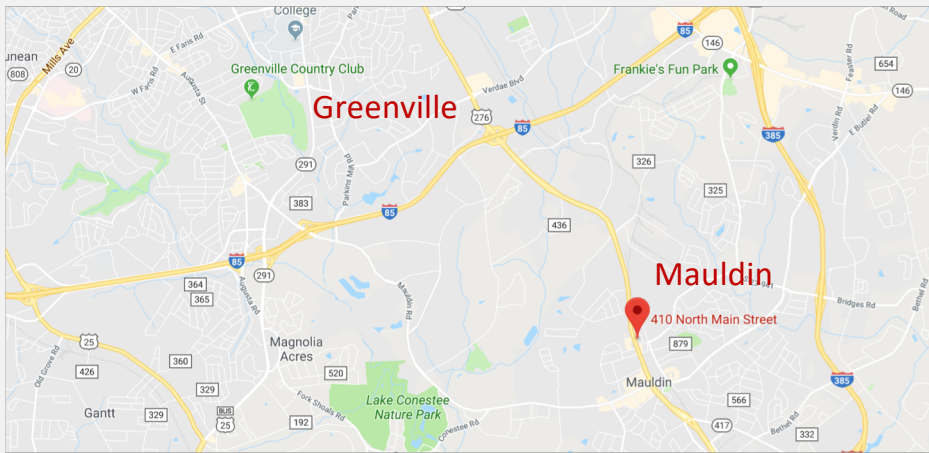 College
85
146
unean
808
20
Mills Ave
E Faris Rd
W Faris Rd
Augusta St
Greenville Country Club
Greenville
Verdae Blvd
276
85
Frankie's Fun Park
Feaster Rd
654
146
385
Verdin Rd
E Butler Rd
291
Parkins Mill Rd
383
85
326
325
436
85
291
Augusta Rd
364
365
Mauldin Rd
Mauldin
Bridges Rd
Bethel Rd
410 North Main Street
879
25
Old Grove Rd
426
360
329
Magnolia
Acres
520
Lake Conestee
Nature Park
Mauldin
385
566
Gantt
329
BUS
25
192
Fork Shoals Rd
Conestee Rd
417
Bethel Rd
332